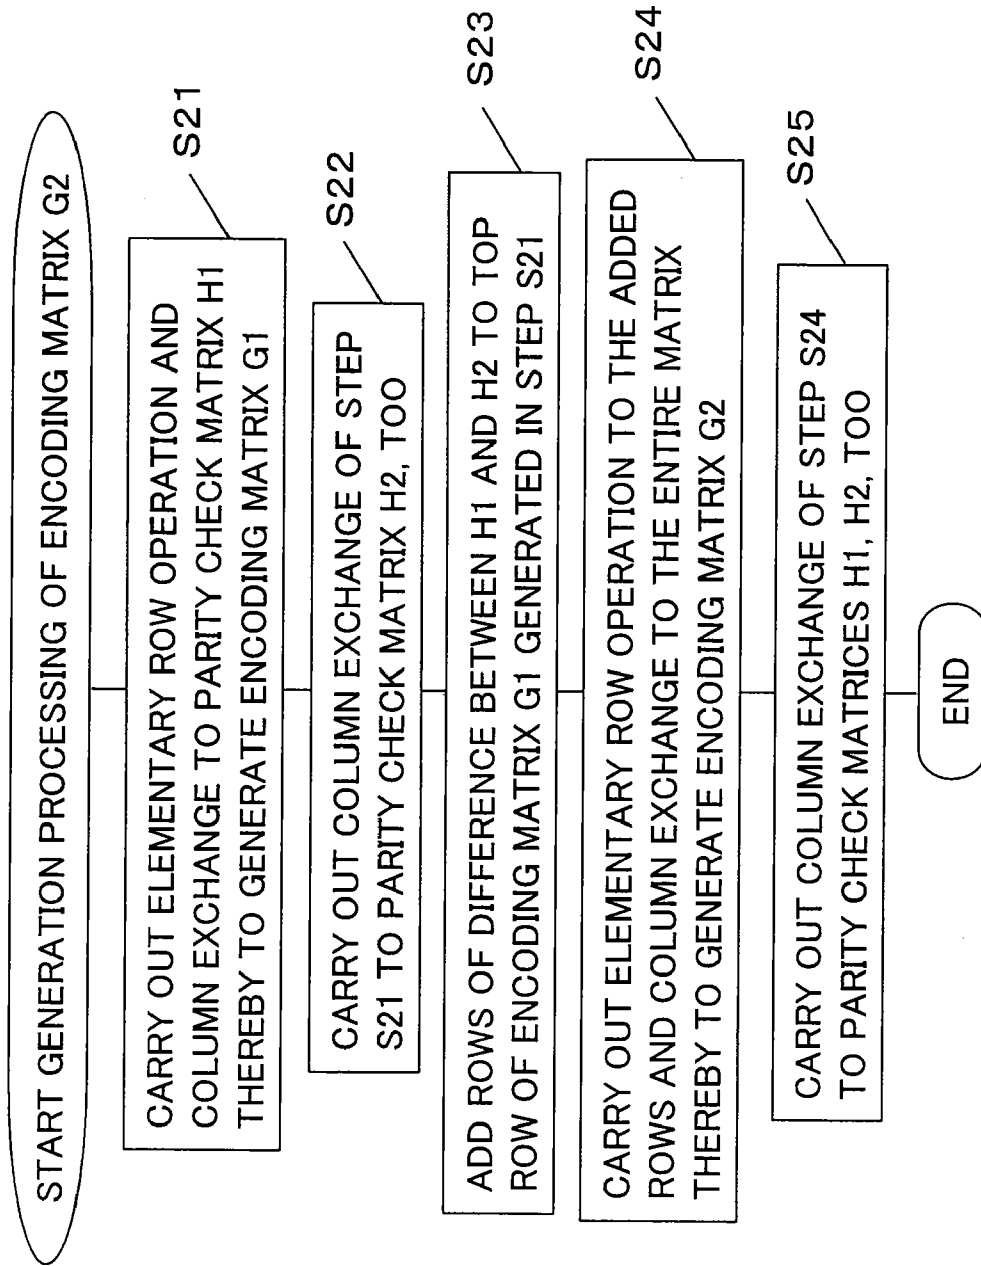 START GENERATION PROCESSING OF ENCODING MATRIX G2
S21
CARRY OUT ELEMENTARY ROW OPERATION AND
COLUMN EXCHANGE TO PARITY CHECK MATRIX H1
THEREBY TO GENERATE ENCODING MATRIX G1
S22
CARRY OUT COLUMN EXCHANGE OF STEP
S21 TO PARITY CHECK MATRIX H2, TOO
S23
ADD ROWS OF DIFFERENCE BETWEEN H1 AND H2 TO TOP
ROW OF ENCODING MATRIX G1 GENERATED IN STEP S21
S24
CARRY OUT ELEMENTARY ROW OPERATION TO THE ADDED
ROWS AND COLUMN EXCHANGE TO THE ENTIRE MATRIX
THEREBY TO GENERATE ENCODING MATRIX G2
S25
CARRY OUT COLUMN EXCHANGE OF STEP S24
TO PARITY CHECK MATRICES H1, H2, TOO
END